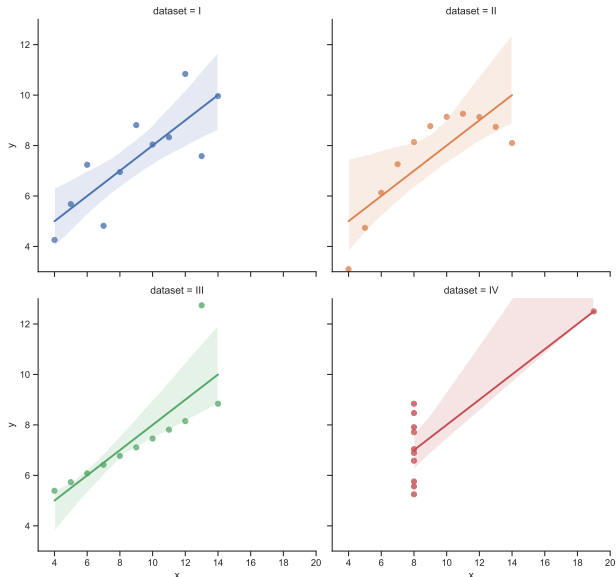 dataset = I
dataset = II
12
10
8
6
4
y
dataset = III
dataset = IV
12
10
8
6
4
y
4 6 8 10 12 14 16 18 20
4 6 8 10 12 14 16 18 20
x
x